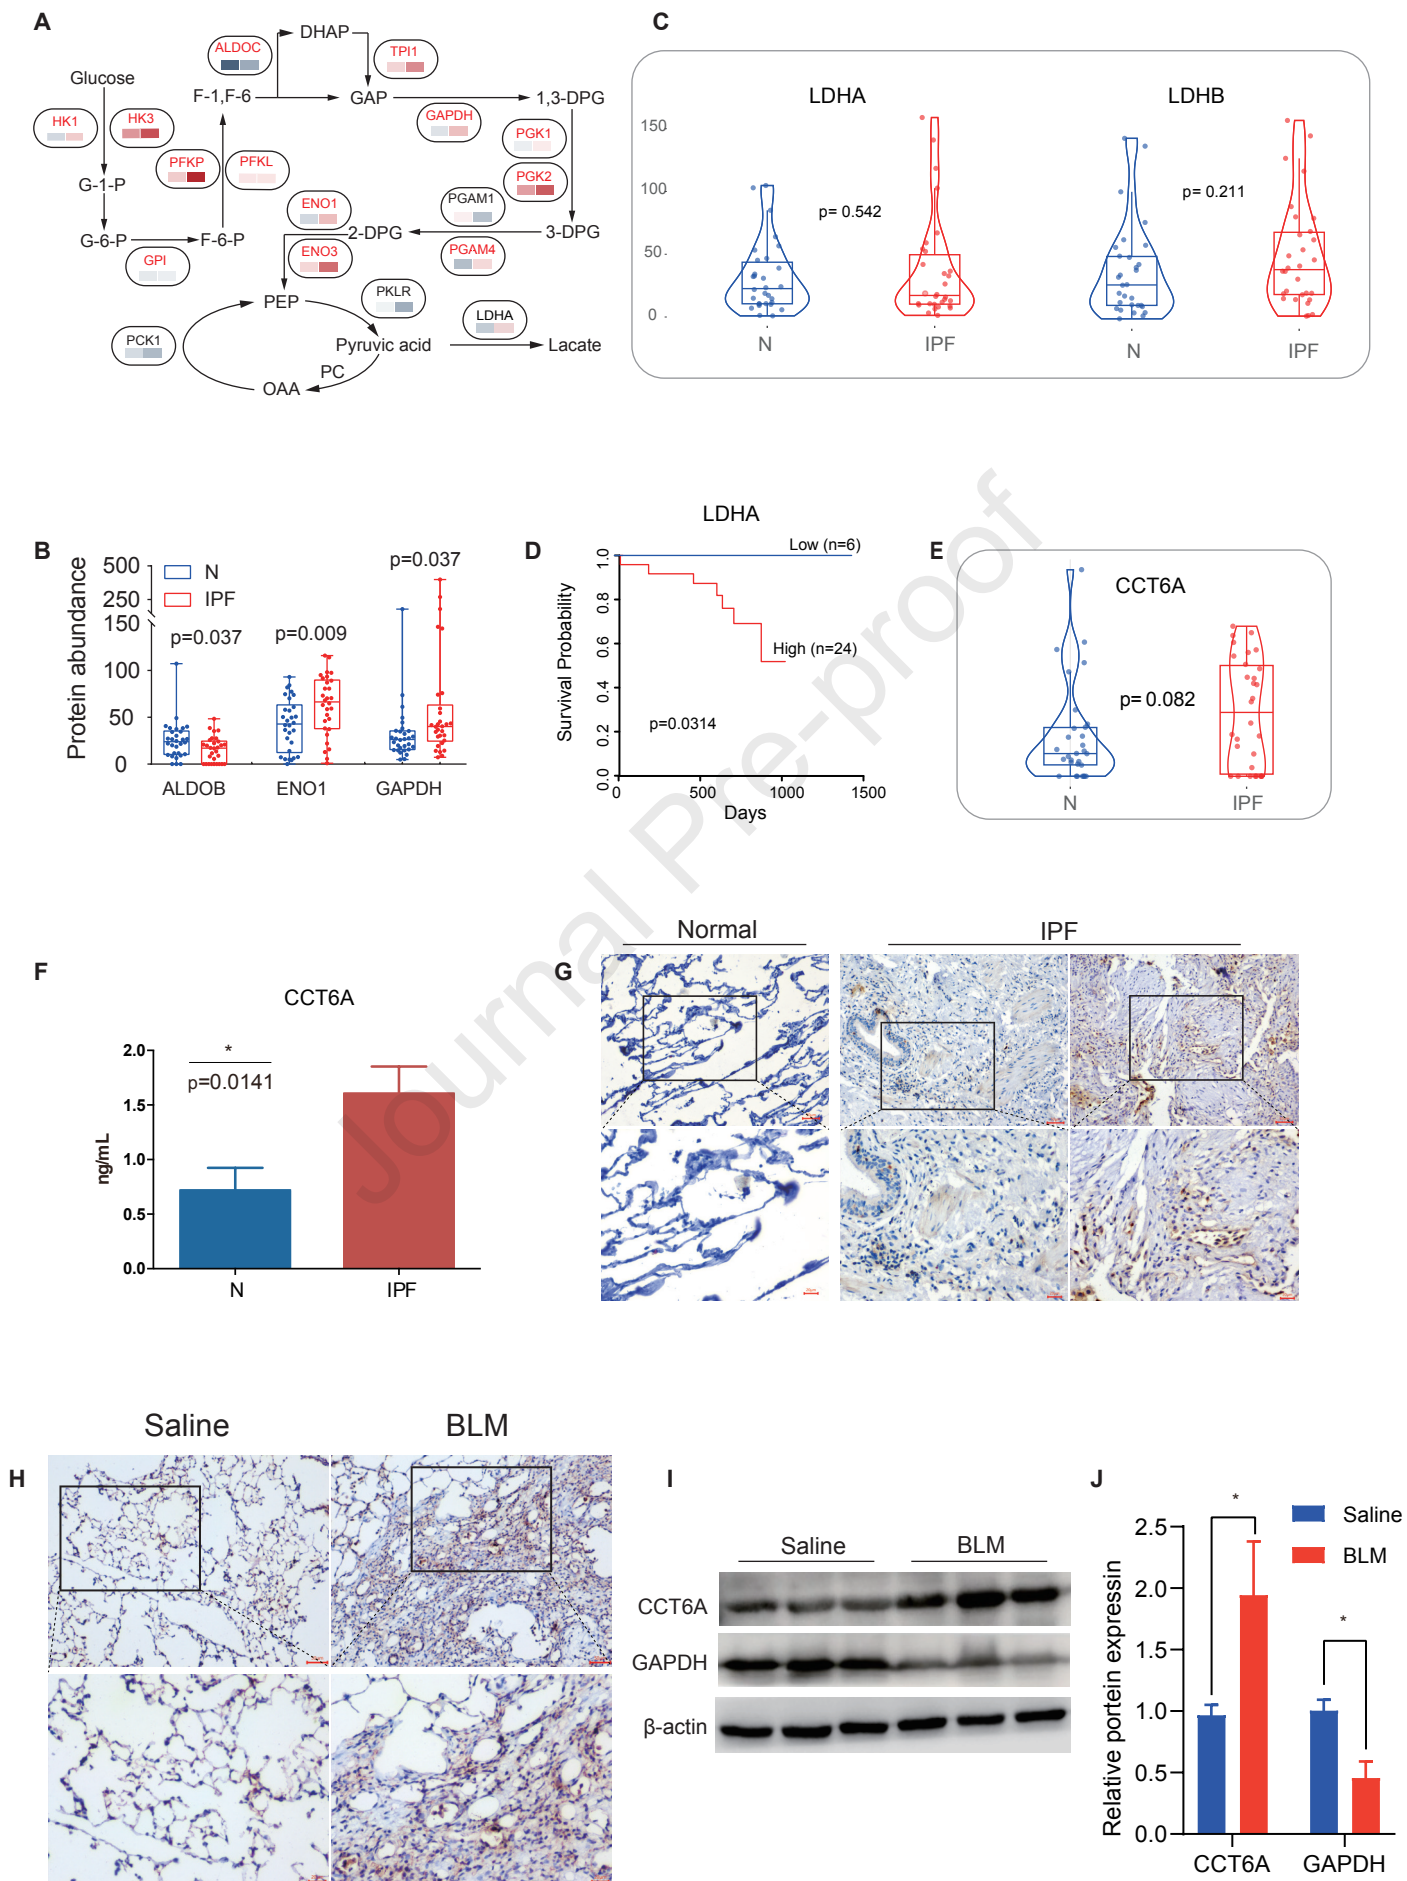 A
Glucose
HK1
HK3
G-1-P
G-6-P
GPI
F-6-P
PFKP
PFKL
F-1,F-6
ALDOC
DHAP
TPI1
GAP
GAPDH
1,3-DPG
PGK1
PGK2
3-DPG
PGAM1
PGAM4
2-DPG
ENO1
ENO3
PEP
PKLR
PCK1
Pyruvic acid
LDHA
Lacate
PC
OAA
C
LDHA
LDHB
150
100
50
0
p= 0.542
p= 0.211
N
IPF
N
IPF
B
Protein abundance
500
250
150
100
50
0
N
IPF
p=0.037
p=0.009
p=0.037
ALDOB
ENO1
GAPDH
D
LDHA
Survival Probability
1.0
0.8
0.6
0.4
0.2
0.0
Low (n=6)
High (n=24)
p=0.0314
0
500
1000
1500
Days
E
CCT6A
p= 0.082
N
IPF
Journal Pre-proof
F
CCT6A
ng/mL
2.0
1.5
1.0
0.5
0.0
*
p=0.0141
N
IPF
G
Normal
IPF
H
Saline
BLM
I
Saline
BLM
CCT6A
GAPDH
β-actin
J
Relative portein expressin
2.5
2.0
1.5
1.0
0.5
0.0
*
*
Saline
BLM
CCT6A
GAPDH